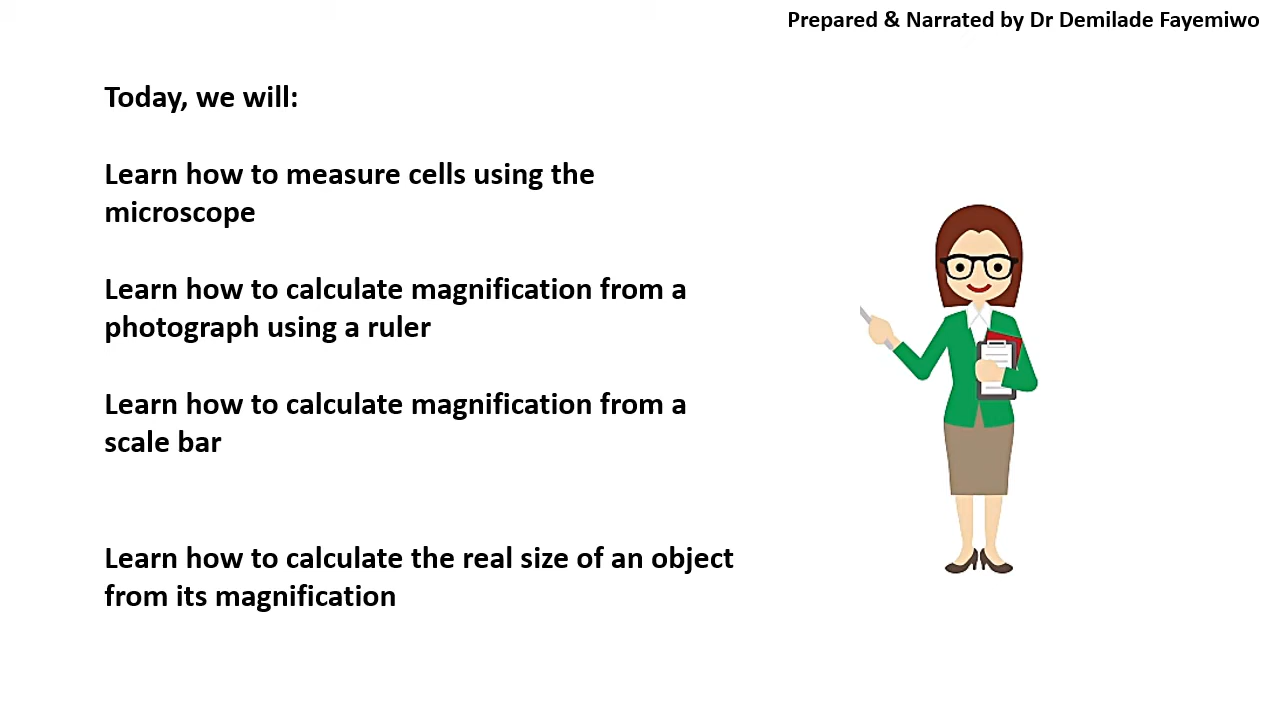 Prepared & Narrated by Dr Demilade Fayemiwo
Today, we will:
Learn how to measure cells using the
microscope
Learn how to calculate magnification from a
photograph using a ruler
Learn how to calculate magnification from a
scale bar
Learn how to calculate the real size of an object
from its magnification